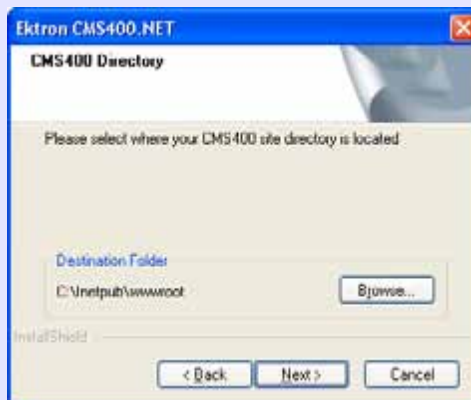 Ektron CMS400.NET
CMS400 Directory
Please select where your CMS400 site directory is located
Destination Folder
C:\Inetpub\wwwroot
Browse...
InstallShield
< Back
Next >
Cancel